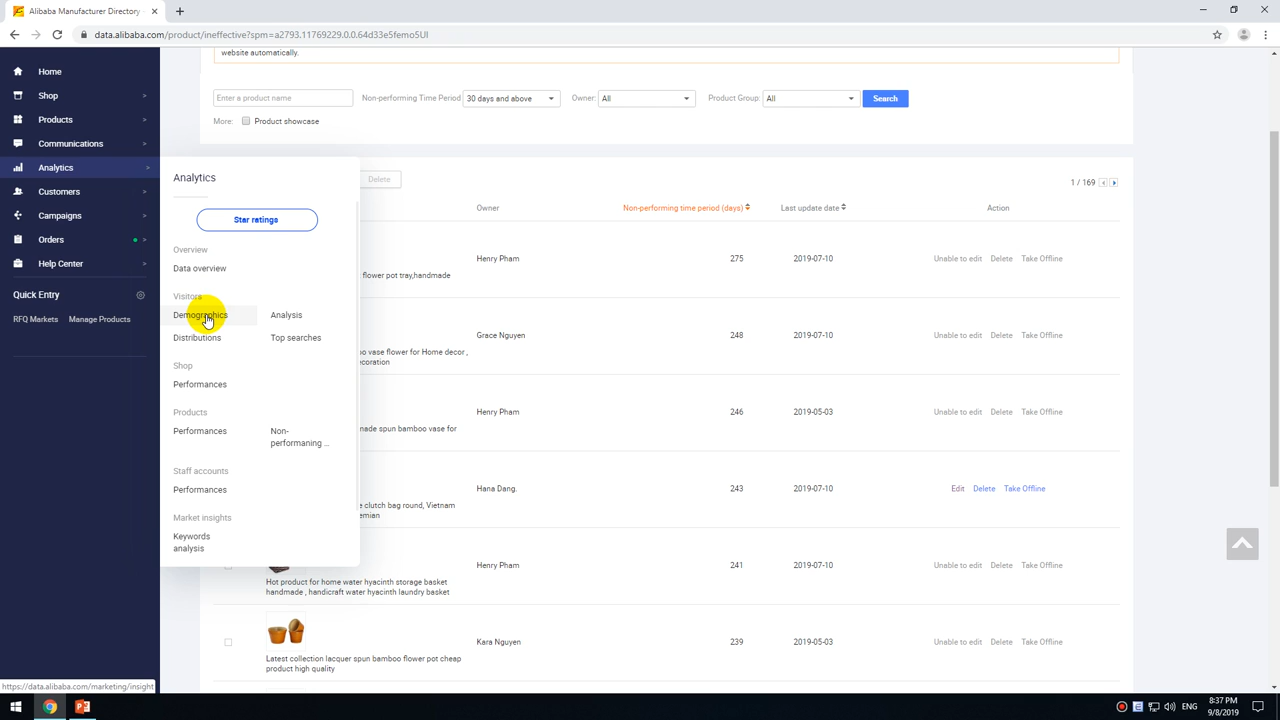 Alibaba Manufacturer Directory -
data.alibaba.com/product/ineffective?spm=a2793.11769229.0.0.64d33e5femo5UI
website automatically.
Home
Shop
Products
Communications
Analytics
Customers
Campaigns
Orders
Help Center
Quick Entry
RFQ Markets Manage Products
Enter a product name Non-performing Time Period 30 days and above Owner: All Product Group: All Search
More: Product showcase
Analytics
Star ratings
Overview
Data overview
Visitors
Demographics Analysis
Distributions Top searches
Shop
Performances
Products
Performances Non-
performaning ...
Staff accounts
Performances
Market insights
Keywords
analysis
Delete
1 / 169
Owner Non-performing time period (days) Last update date Action
Henry Pham 275 2019-07-10 Unable to edit Delete Take Offline
flower pot tray,handmade
Grace Nguyen 248 2019-07-10 Unable to edit Delete Take Offline
vase flower for Home decor ,
Henry Pham 246 2019-05-03 Unable to edit Delete Take Offline
spun bamboo vase for
Hana Dang. 243 2019-07-10 Edit Delete Take Offline
clutch bag round, Vietnam
Henry Pham 241 2019-07-10 Unable to edit Delete Take Offline
Hot product for home water hyacinth storage basket
handmade , handicraft water hyacinth laundry basket
Kara Nguyen 239 2019-05-03 Unable to edit Delete Take Offline
Latest collection lacquer spun bamboo flower pot cheap
product high quality
https://data.alibaba.com/marketing/insight
ENG
8:37 PM
9/8/2019